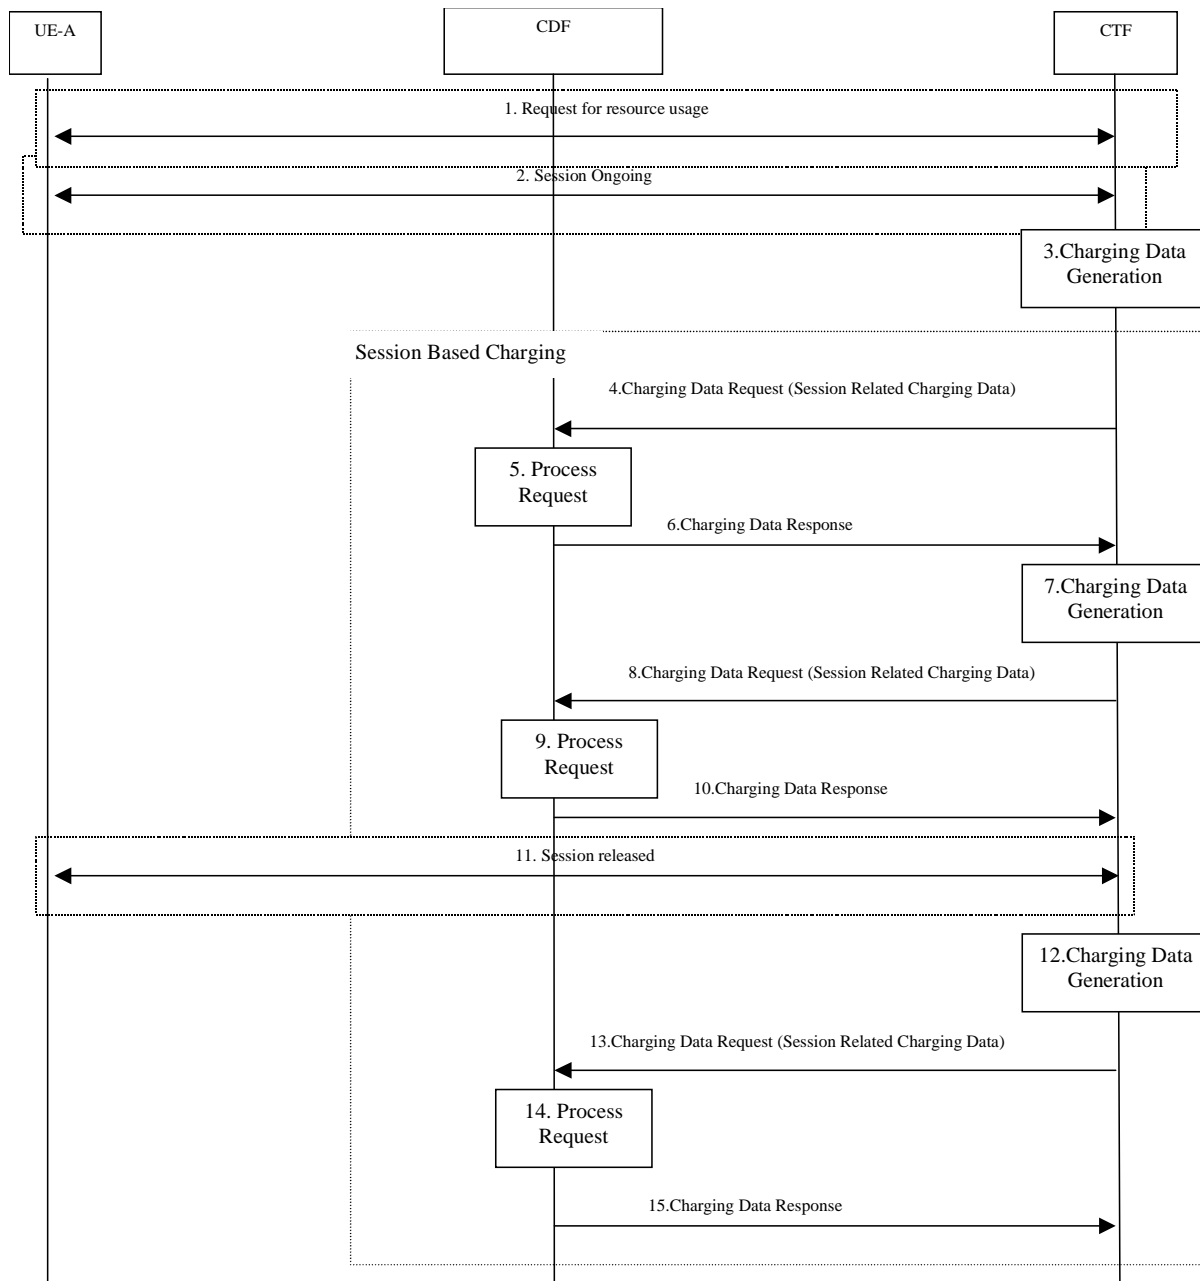 UE-A
CDF
CTF
1. Request for resource usage
2. Session Ongoing
3.Charging Data
Generation
Session Based Charging
4.Charging Data Request (Session Related Charging Data)
5. Process
Request
6.Charging Data Response
7.Charging Data
Generation
8.Charging Data Request (Session Related Charging Data)
9. Process
Request
10.Charging Data Response
11. Session released
12.Charging Data
Generation
13.Charging Data Request (Session Related Charging Data)
14. Process
Request
15.Charging Data Response